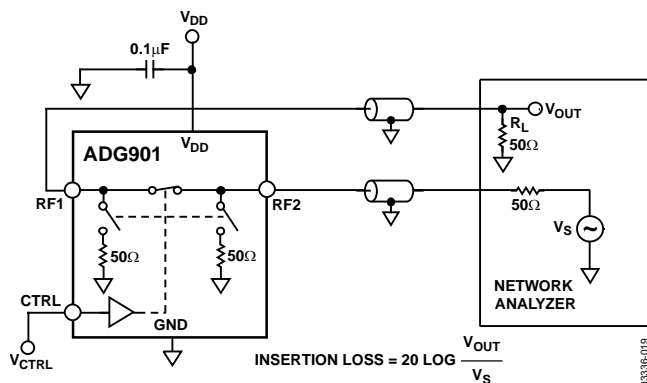 VDD
0.1µF
VDD
ADG901
RF1
RF2
50Ω
50Ω
CTRL
GND
VCTRL
VOUT
RL
50Ω
50Ω
VS
~
NETWORK
ANALYZER
INSERTION LOSS = 20 LOG VOUT
VS
03336-019